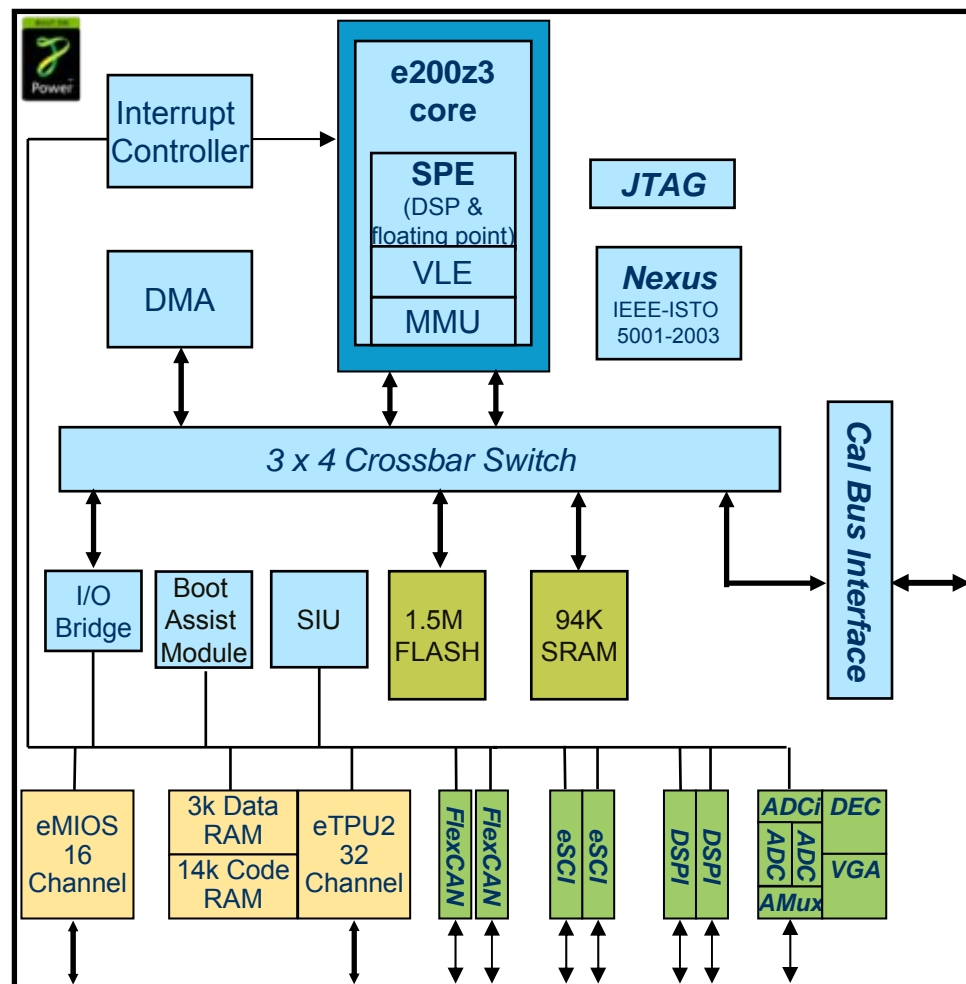 BUILT ON
Power
Interrupt
Controller
e200z3
core
SPE
(DSP &
floating point)
VLE
MMU
JTAG
Nexus
IEEE-ISTO
5001-2003
DMA
3 x 4 Crossbar Switch
Cal Bus Interface
I/O
Bridge
Boot
Assist
Module
SIU
1.5M
FLASH
94K
SRAM
eMIOS
16
Channel
3k Data
RAM
14k Code
RAM
eTPU2
32
Channel
FlexCAN
FlexCAN
eSCI
eSCI
DSPI
DSPI
ADCi
ADC
ADC
AMux
DEC
VGA